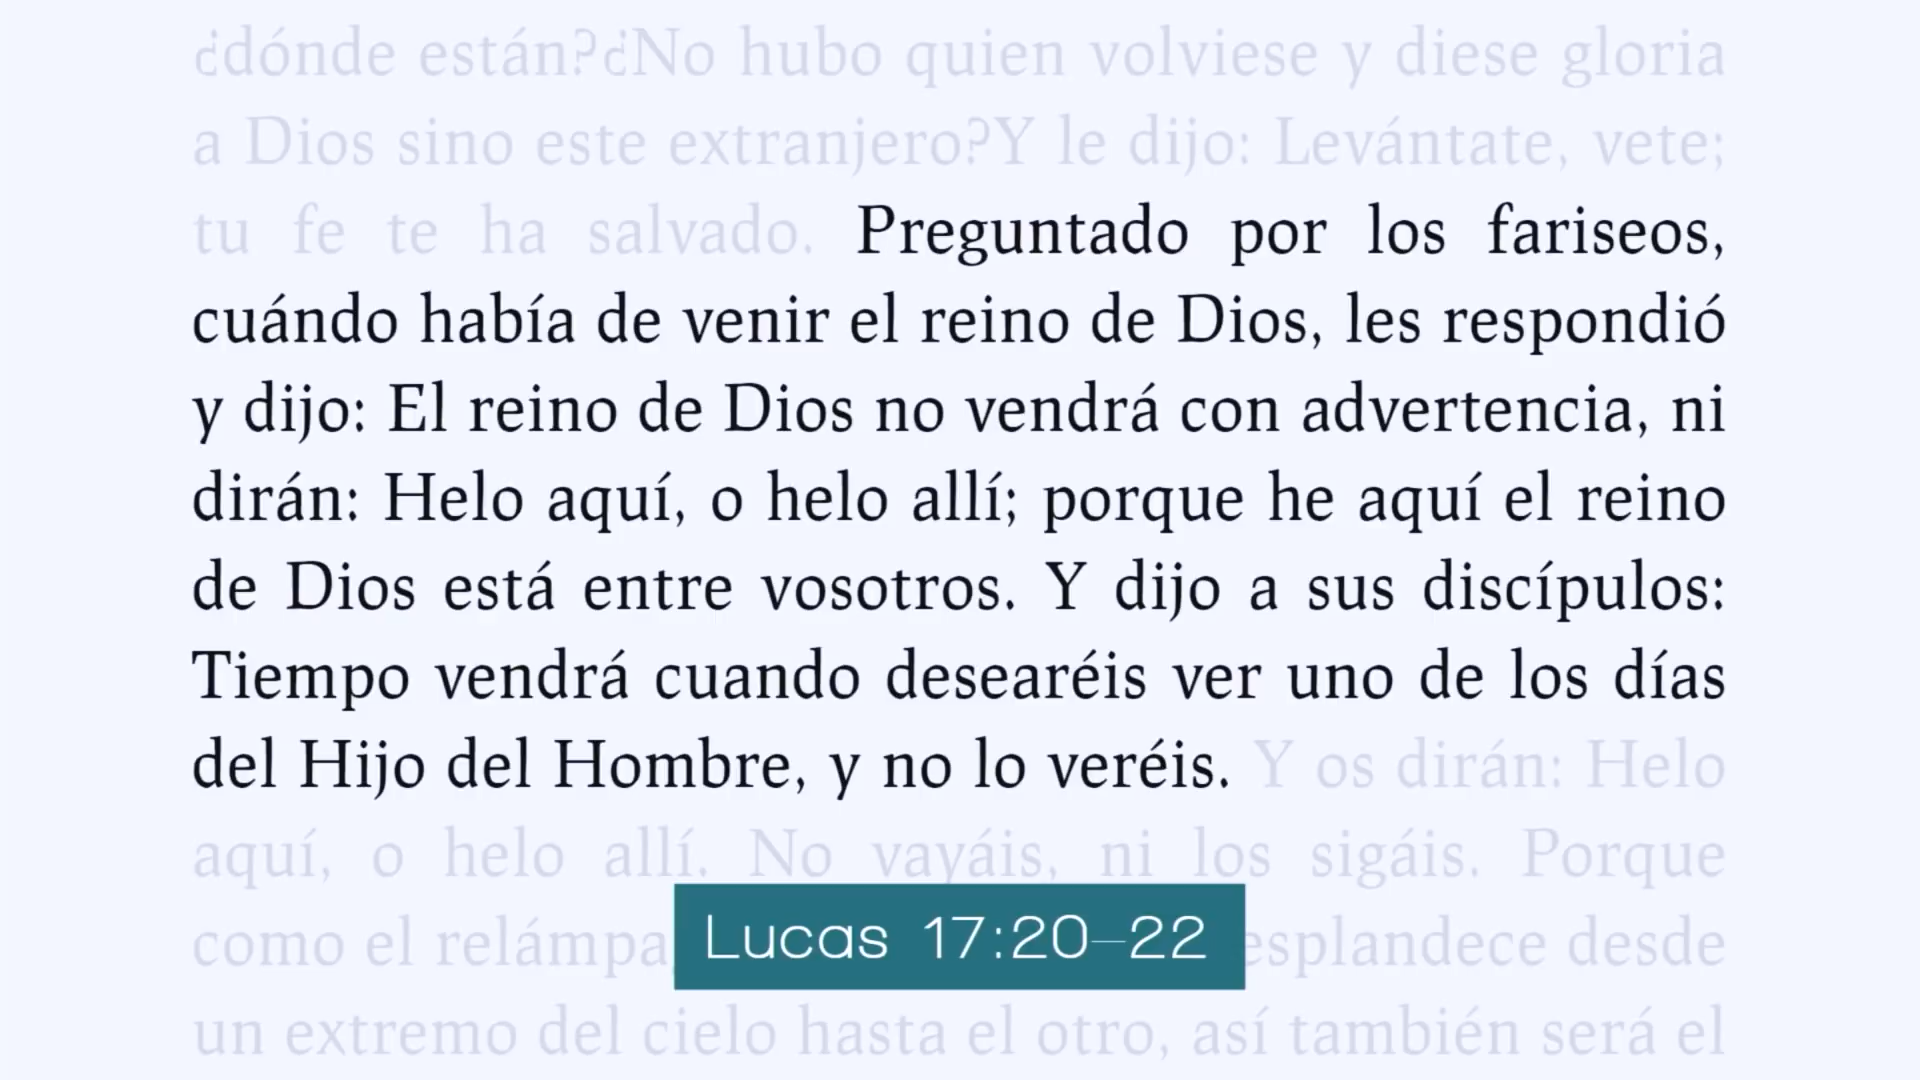 ¿dónde están?¿No hubo quien volviese y diese gloria
a Dios sino este extranjero?Y le dijo: Levántate, vete;
tu fe te ha salvado. Preguntado por los fariseos,
cuándo había de venir el reino de Dios, les respondió
y dijo: El reino de Dios no vendrá con advertencia, ni
dirán: Helo aquí, o helo allí; porque he aquí el reino
de Dios está entre vosotros. Y dijo a sus discípulos:
Tiempo vendrá cuando desearéis ver uno de los días
del Hijo del Hombre, y no lo veréis. Y os dirán: Helo
aquí, o helo allí. No vayáis, ni los sigáis. Porque
como el desde
Lucas 17:20–22
un extremo del cielo hasta el otro, así también será el